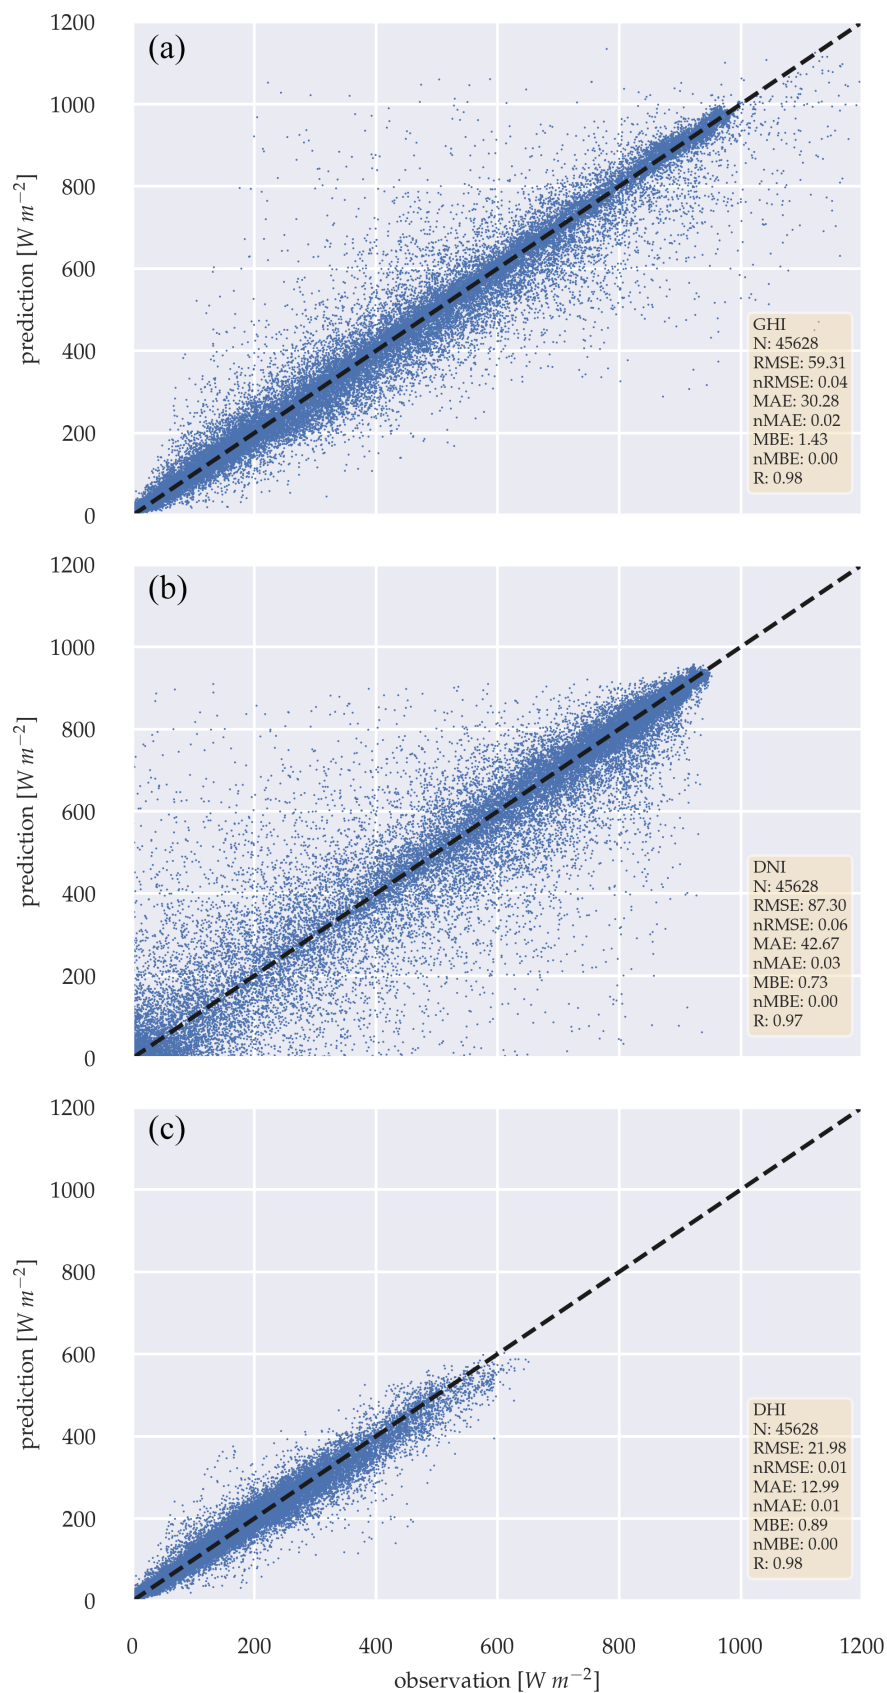 1200
(a)
1000
800
600
400
200
0
prediction [W m−2]
GHI
N: 45628
RMSE: 59.31
nRMSE: 0.04
MAE: 30.28
nMAE: 0.02
MBE: 1.43
nMBE: 0.00
R: 0.98
1200
(b)
1000
800
600
400
200
0
prediction [W m−2]
DNI
N: 45628
RMSE: 87.30
nRMSE: 0.06
MAE: 42.67
nMAE: 0.03
MBE: 0.73
nMBE: 0.00
R: 0.97
1200
(c)
1000
800
600
400
200
0
prediction [W m−2]
DHI
N: 45628
RMSE: 21.98
nRMSE: 0.01
MAE: 12.99
nMAE: 0.01
MBE: 0.89
nMBE: 0.00
R: 0.98
0 200 400 600 800 1000 1200
observation [W m−2]